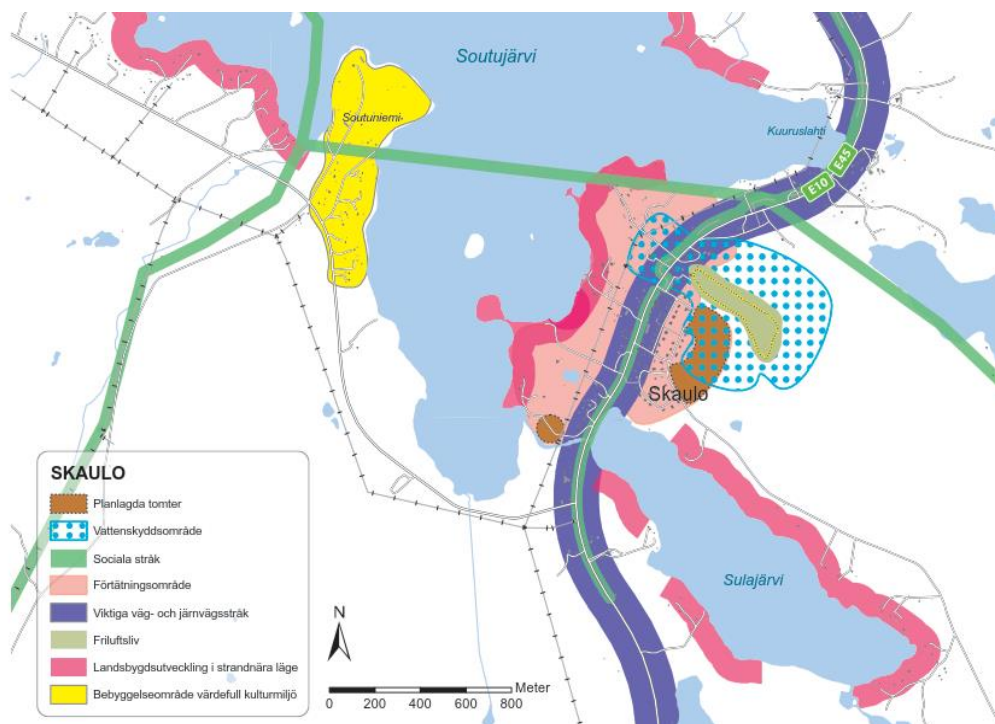 Soutujärvi
Soutuniemi
Kuuruslahti
E45
E10
Skaulo
Sulajärvi
SKAULO
Planlagda tomter
Vattenskyddsområde
Sociala stråk
Förtätningsområde
Viktiga väg- och järnvägsstråk
Friluftsliv
Landsbygdsutveckling i strandnära läge
Bebyggelseområde värdefull kulturmiljö
N
Meter
0 200 400 600 800